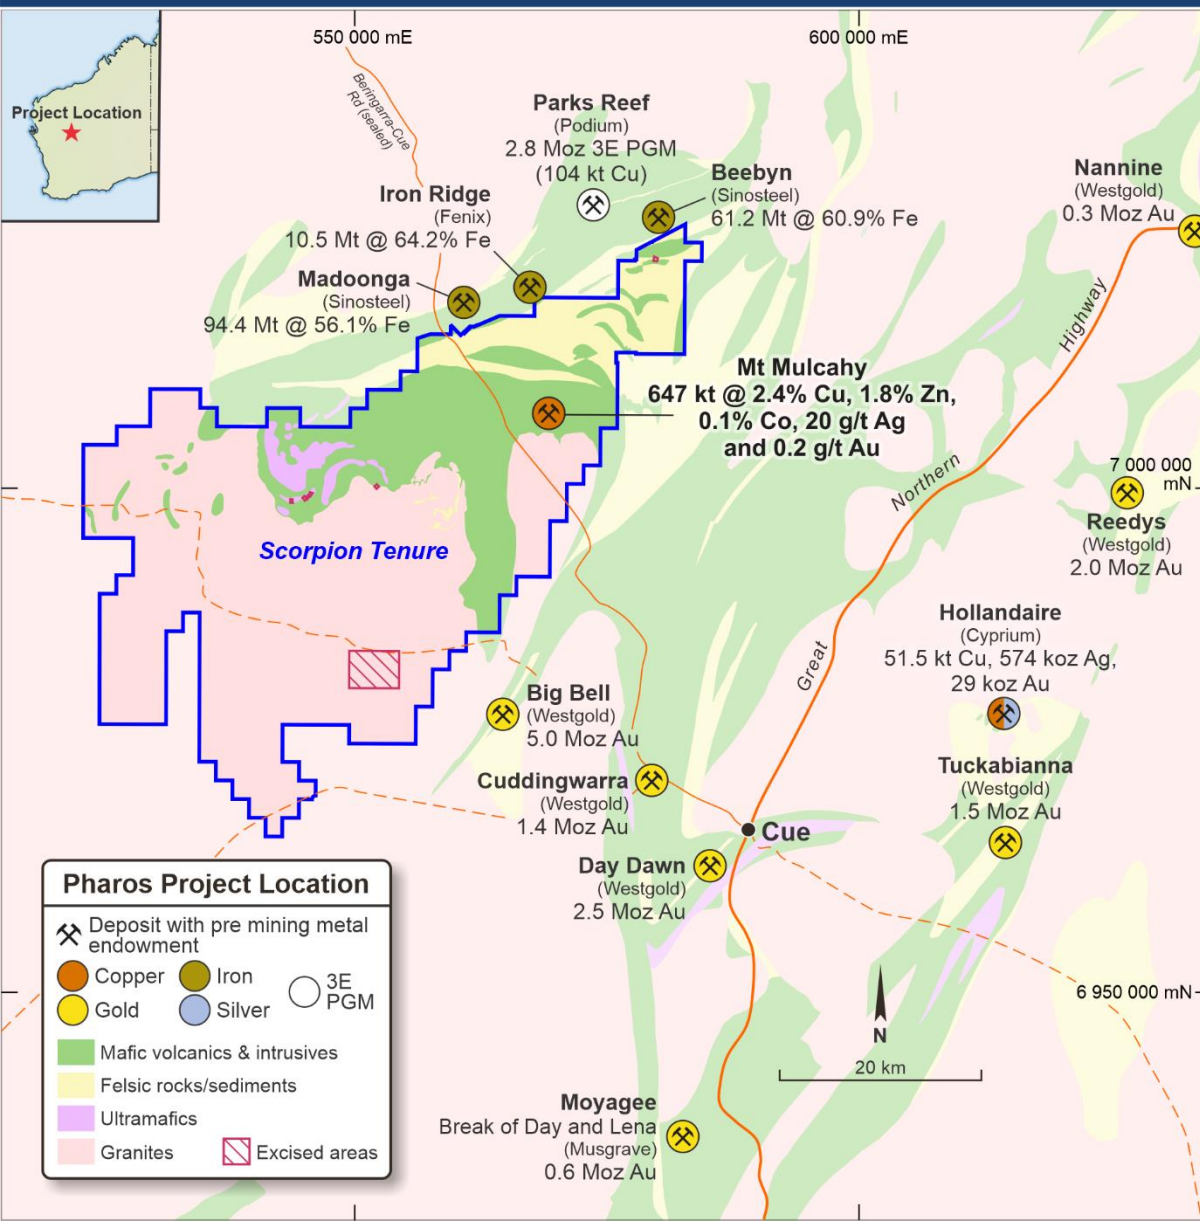 550 000 mE
600 000 mE
Project Location
Beringarra-Cue
Rd (sealed)
Parks Reef
(Podium)
2.8 Moz 3E PGM
(104 kt Cu)
Beebyn
(Sinosteel)
61.2 Mt @ 60.9% Fe
Nannine
(Westgold)
0.3 Moz Au
Iron Ridge
(Fenix)
10.5 Mt @ 64.2% Fe
Madoonga
(Sinosteel)
94.4 Mt @ 56.1% Fe
Highway
Mt Mulcahy
647 kt @ 2.4% Cu, 1.8% Zn,
0.1% Co, 20 g/t Ag
and 0.2 g/t Au
Northern
7 000 000
mN
Reedys
(Westgold)
2.0 Moz Au
Scorpion Tenure
Great
Hollandaire
(Cyprium)
51.5 kt Cu, 574 koz Ag,
29 koz Au
Big Bell
(Westgold)
5.0 Moz Au
Cuddingwarra
(Westgold)
1.4 Moz Au
Tuckabianna
(Westgold)
1.5 Moz Au
Cue
Day Dawn
(Westgold)
2.5 Moz Au
Pharos Project Location
Deposit with pre mining metal
endowment
Copper
Iron
3E
PGM
Gold
Silver
Mafic volcanics & intrusives
Felsic rocks/sediments
Ultramafics
Granites
Excised areas
6 950 000 mN
N
20 km
Moyagee
Break of Day and Lena
(Musgrave)
0.6 Moz Au